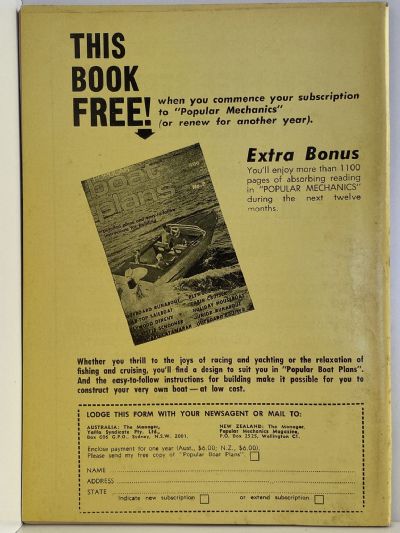 THIS
BOOK
FREE!
when you commence your subscription
to "Popular Mechanics"
(or renew for another year).
Extra Bonus
You'll enjoy more than 1100
pages of absorbing reading
in "POPULAR MECHANICS"
during the next twelve
months.
boat
plans
Whether you thrill to the joys of racing and yachting or the relaxation of
fishing and cruising, you'll find a design to suit you in "Popular Boat Plans".
And the easy-to-follow instructions for building make it possible for you to
construct your very own boat — at low cost.
LODGE THIS FORM WITH YOUR NEWSAGENT OR MAIL TO:
AUSTRALIA: The Manager,
Yaffa Syndicate Pty. Ltd.,
Box 606 G.P.O., Sydney, N.S.W. 2001.
NEW ZEALAND: The Manager,
Popular Mechanics Magazine,
P.O. Box 2525, Wellington C1.
Enclose payment for one year (Aust., $6.00; N.Z., $6.00).
Please send my free copy of "Popular Boat Plans".
NAME
ADDRESS
STATE
Indicate new subscription or extend subscription